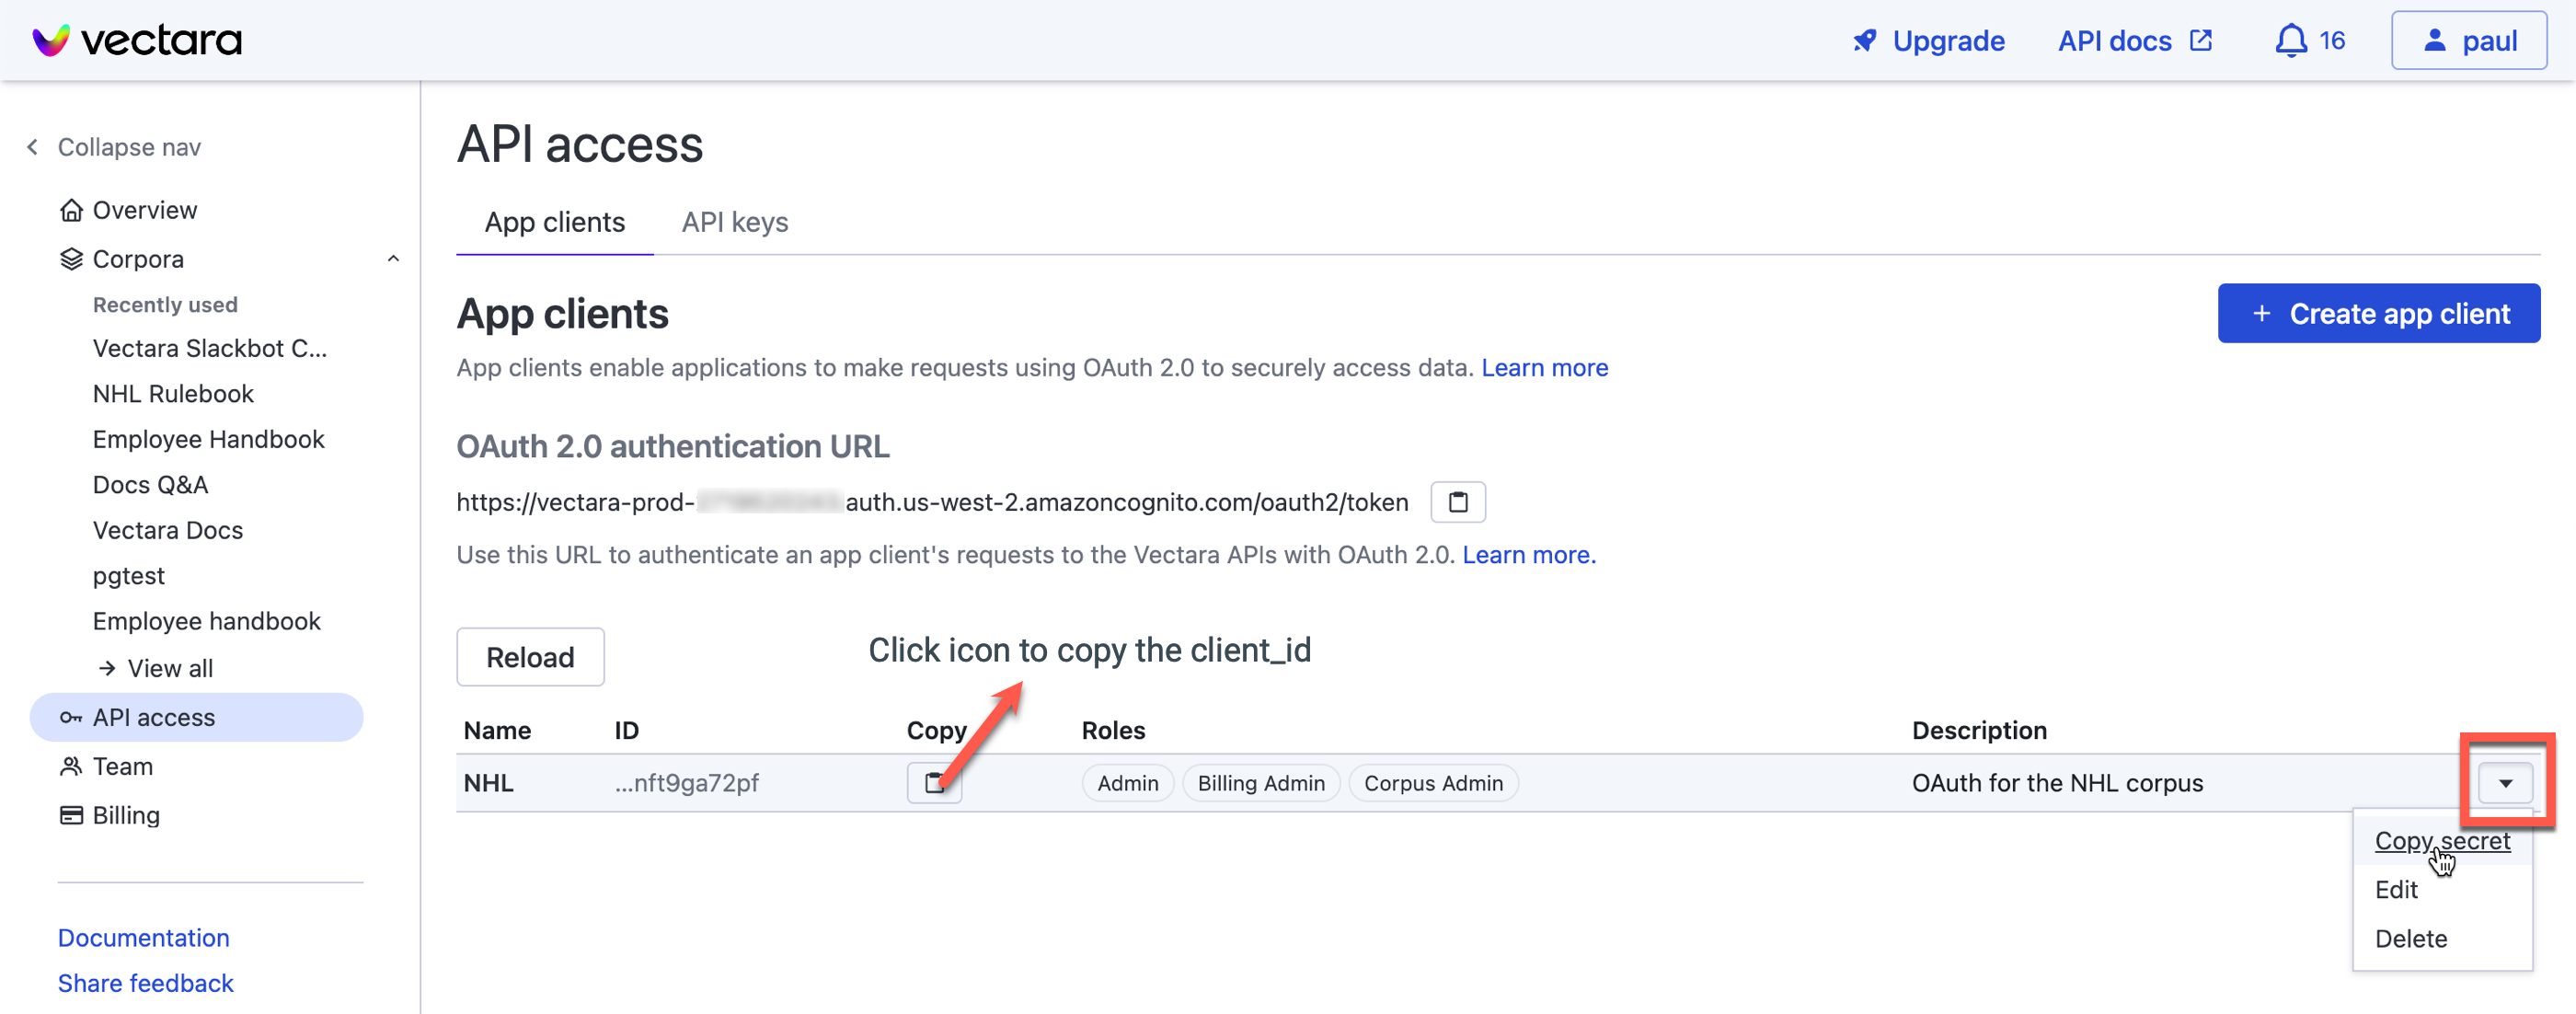 vectara
Upgrade
API docs
16
paul
Collapse nav
Overview
Corpora
Recently used
Vectara Slackbot C...
NHL Rulebook
Employee Handbook
Docs Q&A
Vectara Docs
pgtest
Employee handbook
View all
API access
Team
Billing
Documentation
Share feedback
API access
App clients API keys
App clients
+ Create app client
App clients enable applications to make requests using OAuth 2.0 to securely access data. Learn more
OAuth 2.0 authentication URL
https://vectara-prod- auth.us-west-2.amazoncognito.com/oauth2/token
Use this URL to authenticate an app client's requests to the Vectara APIs with OAuth 2.0. Learn more.
Reload
Click icon to copy the client_id
Name ID Copy Roles Description
NHL ...nft9ga72pf Admin Billing Admin Corpus Admin OAuth for the NHL corpus
Copy secret
Edit
Delete